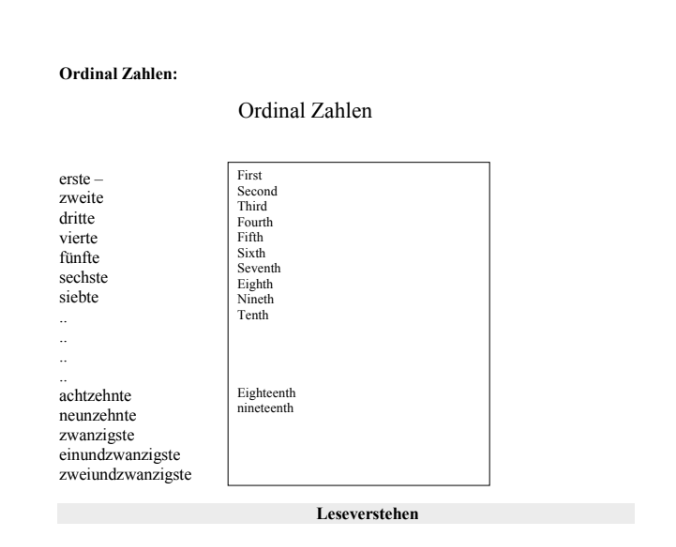 Ordinal Zahlen:
Ordinal Zahlen
erste –
zweite
dritte
vierte
fünfte
sechste
siebte
..
..
..
..
achtzehnte
neunzehnte
zwanzigste
einundzwanzigste
zweiundzwanzigste
First
Second
Third
Fourth
Fifth
Sixth
Seventh
Eighth
Nineth
Tenth
Eighteenth
nineteenth
Leseverstehen